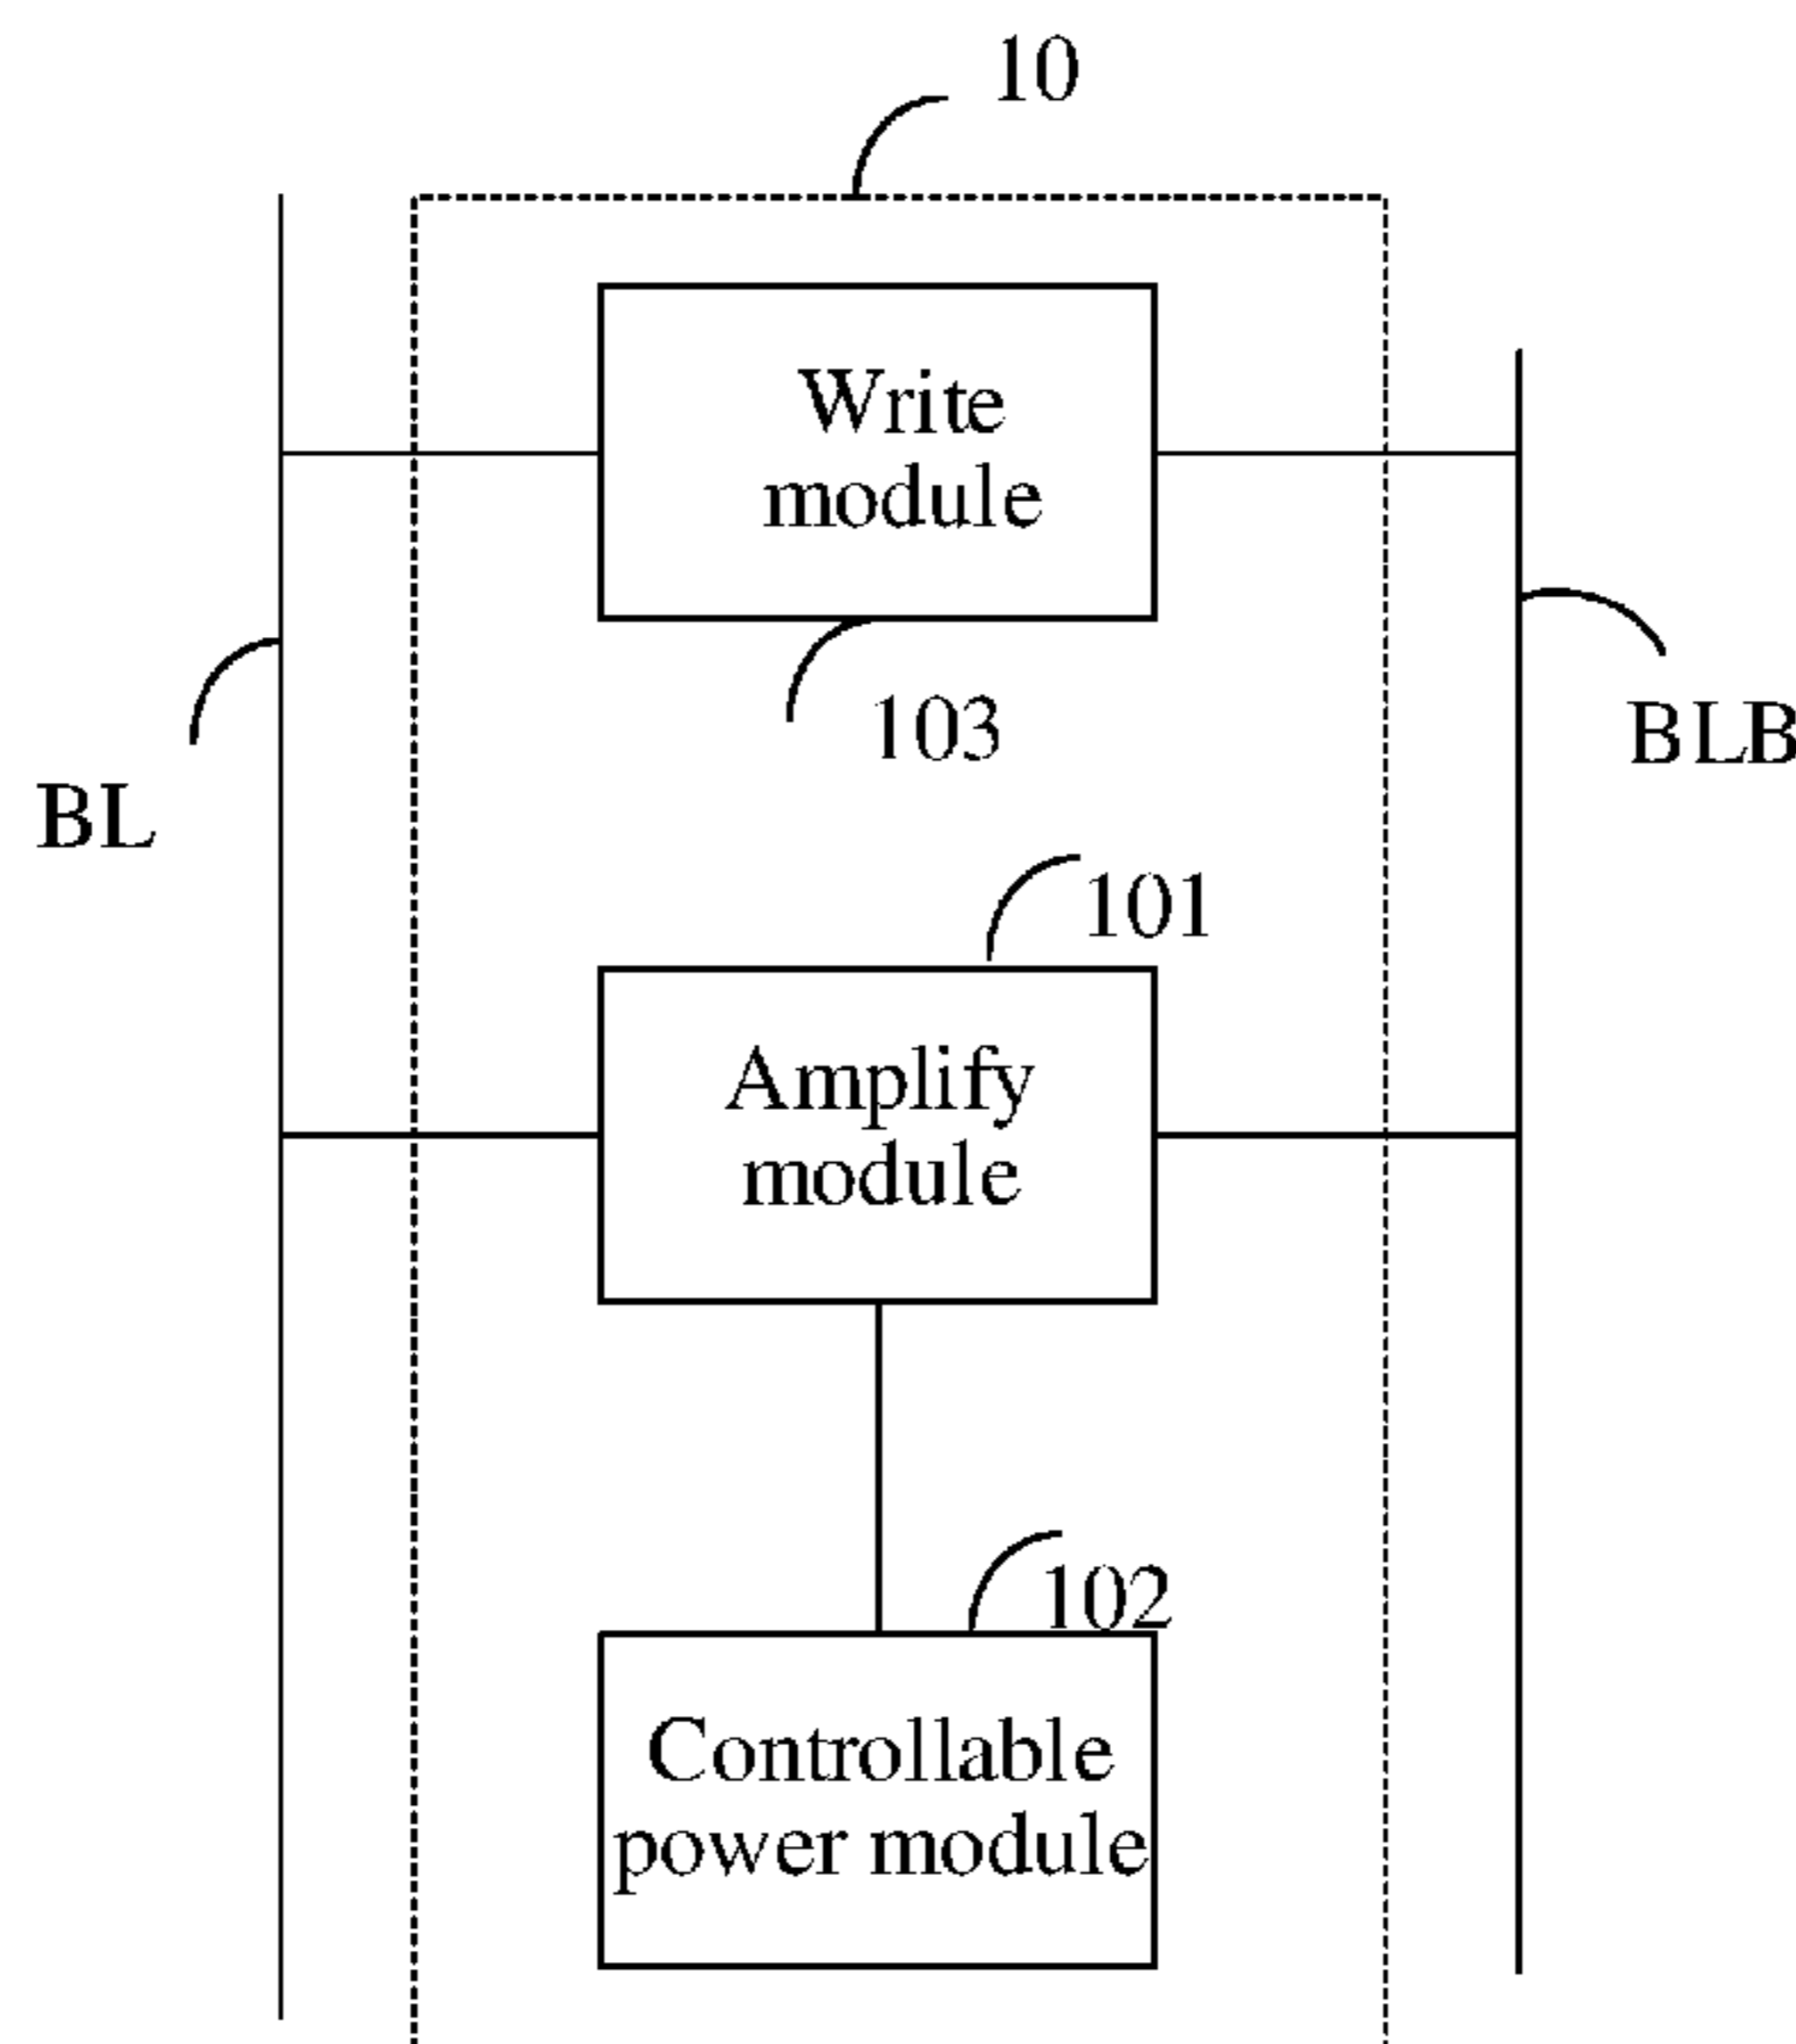 10
Write
module
103
BLB
BL
101
Amplify
module
102
Controllable
power module